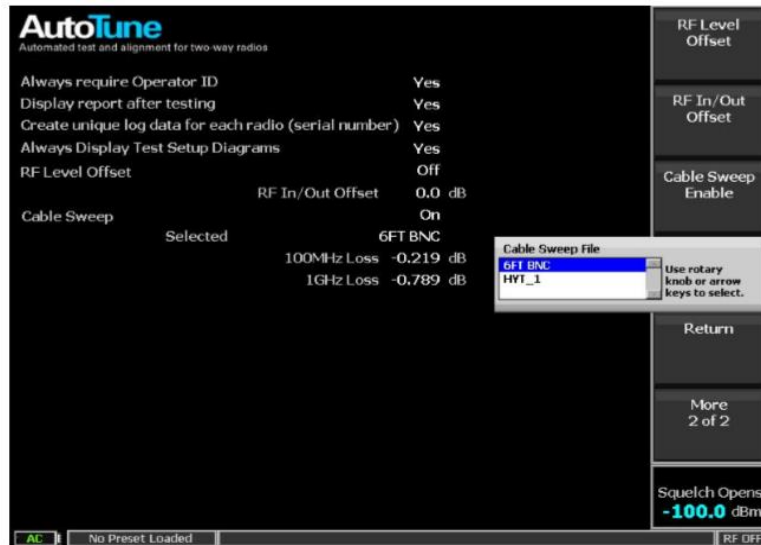 AutoTune
Automated test and alignment for two-way radios
Always require Operator ID Yes
Display report after testing Yes
Create unique log data for each radio (serial number) Yes
Always Display Test Setup Diagrams Yes
RF Level Offset Off
RF In/Out Offset 0.0 dB
Cable Sweep On
Selected 6FT BNC
100MHz Loss -0.219 dB
1GHz Loss -0.789 dB
RF Level
Offset
RF In/Out
Offset
Cable Sweep
Enable
Cable Sweep File
6FT BNC
HYT_1
Use rotary
knob or arrow
keys to select.
Return
More
2 of 2
Squelch Opens
-100.0 dBm
AC
No Preset Loaded
RF OFF